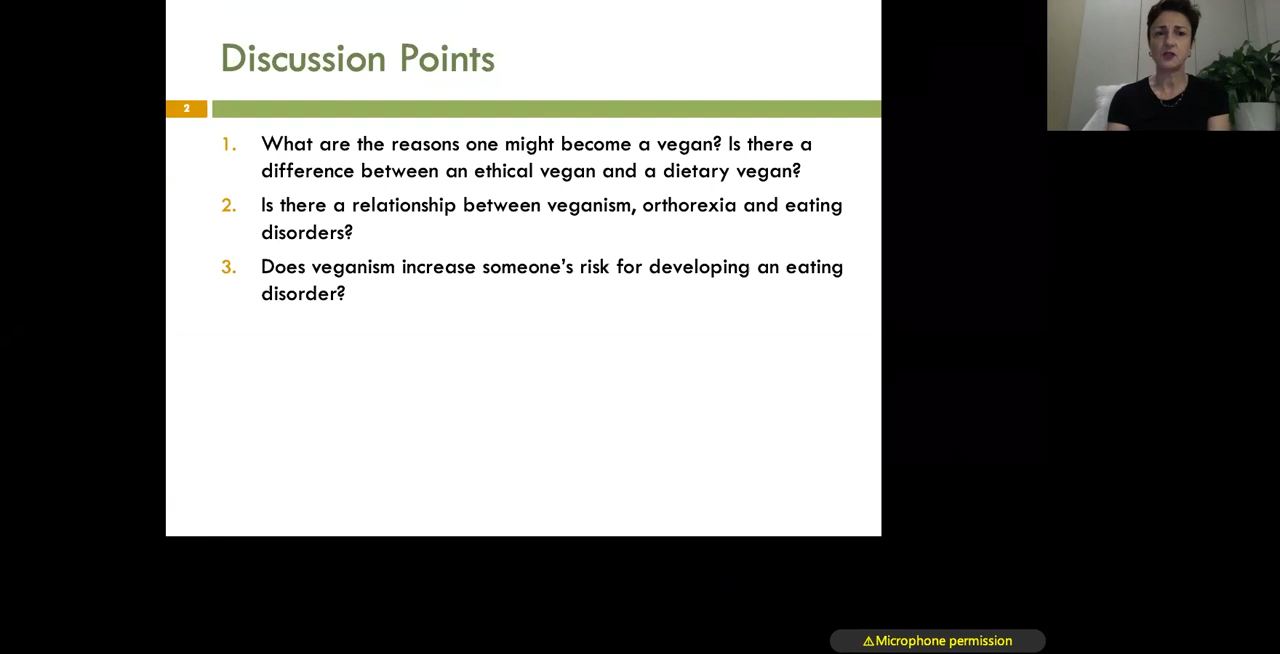 Discussion Points
2
1. What are the reasons one might become a vegan? Is there a
difference between an ethical vegan and a dietary vegan?
2. Is there a relationship between veganism, orthorexia and eating
disorders?
3. Does veganism increase someone's risk for developing an eating
disorder?
⚠Microphone permission